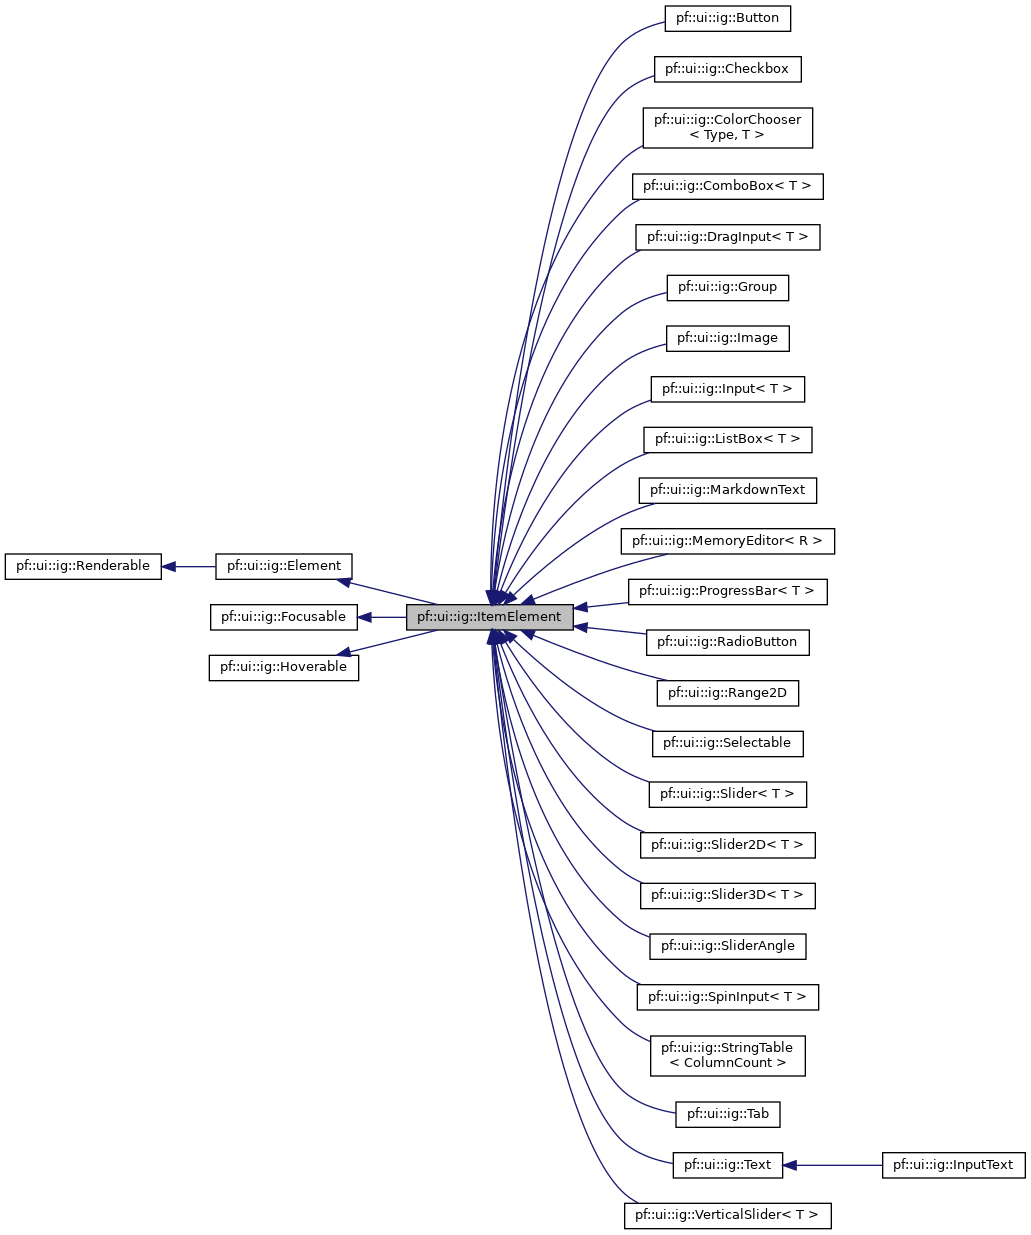 pf::ui::ig::Button
pf::ui::ig::Checkbox
pf::ui::ig::ColorChooser
< Type, T >
pf::ui::ig::ComboBox< T >
pf::ui::ig::DragInput< T >
pf::ui::ig::Group
pf::ui::ig::Image
pf::ui::ig::Input< T >
pf::ui::ig::ListBox< T >
pf::ui::ig::MarkdownText
pf::ui::ig::MemoryEditor< R >
pf::ui::ig::Renderable
pf::ui::ig::Element
pf::ui::ig::ProgressBar< T >
pf::ui::ig::Focusable
pf::ui::ig::ItemElement
pf::ui::ig::RadioButton
pf::ui::ig::Hoverable
pf::ui::ig::Range2D
pf::ui::ig::Selectable
pf::ui::ig::Slider< T >
pf::ui::ig::Slider2D< T >
pf::ui::ig::Slider3D< T >
pf::ui::ig::SliderAngle
pf::ui::ig::SpinInput< T >
pf::ui::ig::StringTable
< ColumnCount >
pf::ui::ig::Tab
pf::ui::ig::Text
pf::ui::ig::InputText
pf::ui::ig::VerticalSlider< T >